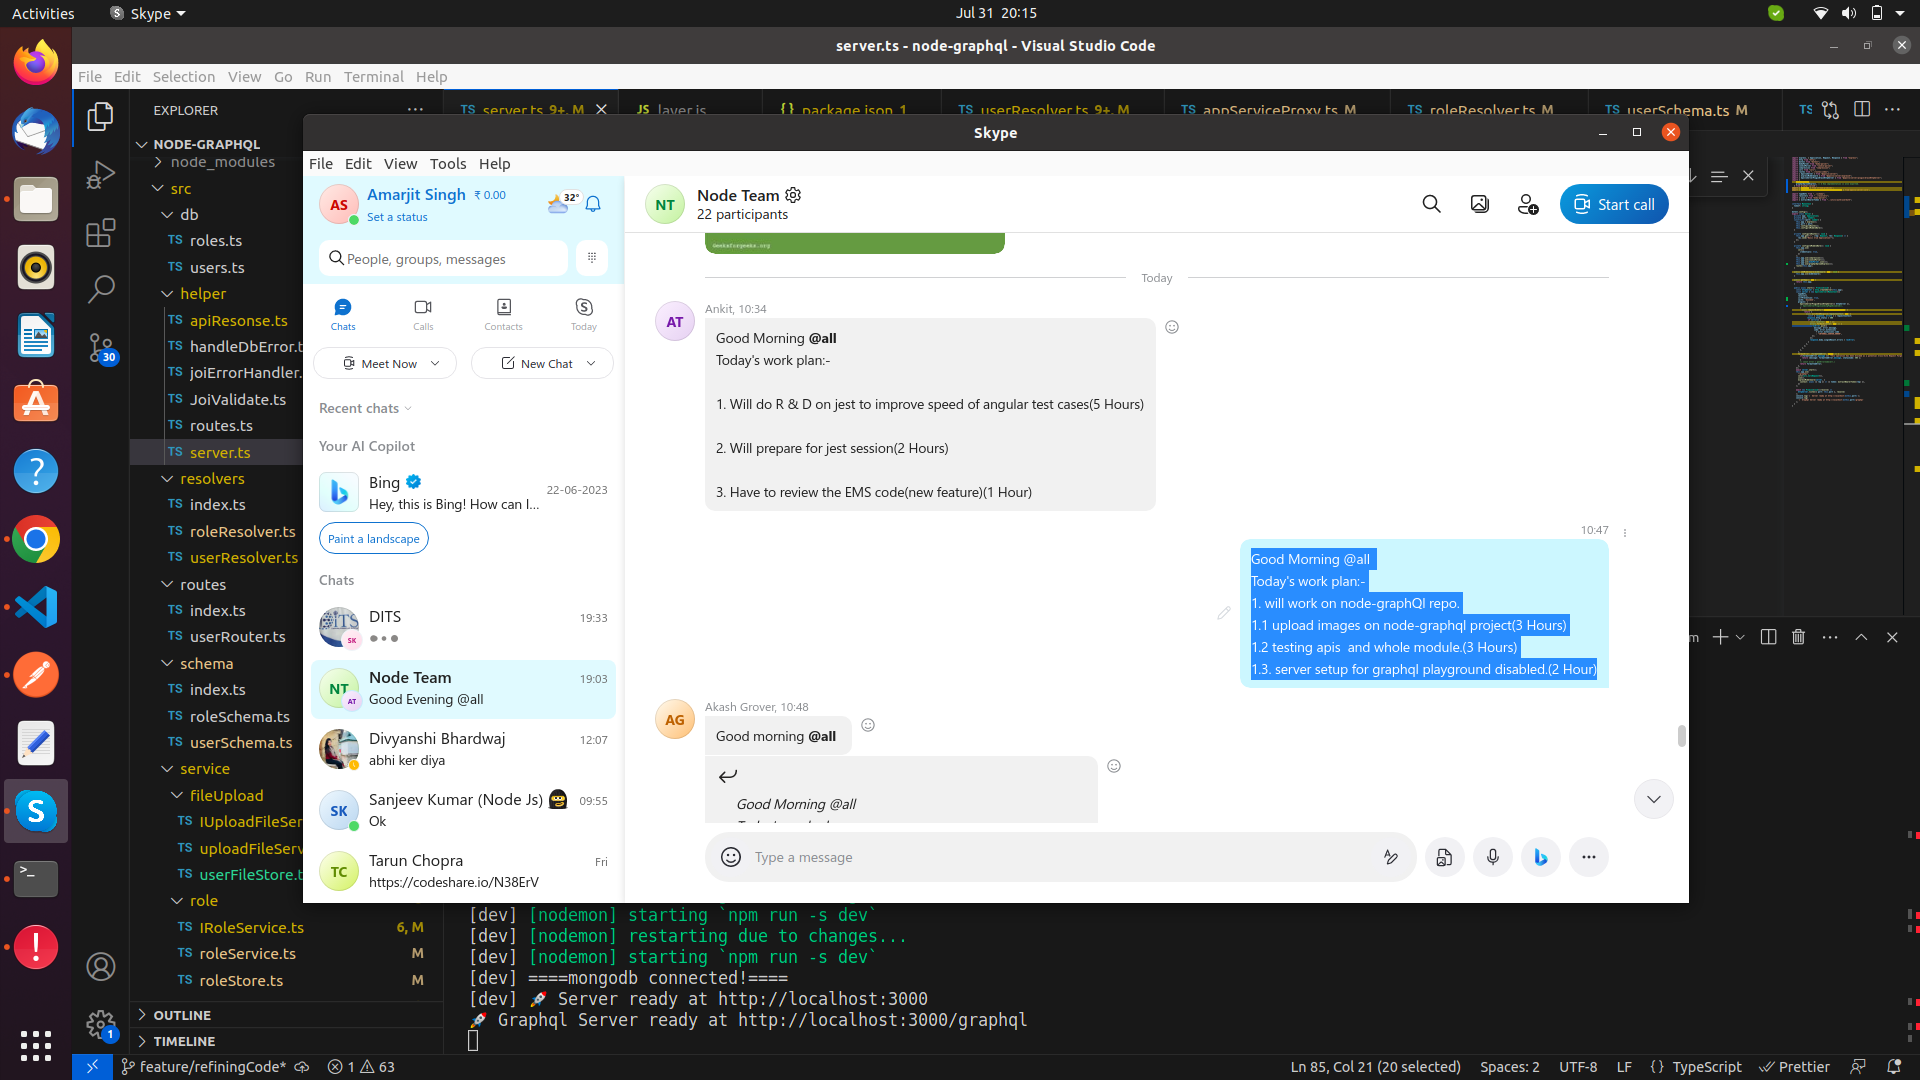 Activities
Skype
Jul 31 20:15
server.ts - node-graphql - Visual Studio Code
File Edit Selection View Go Run Terminal Help
EXPLORER
TS server.ts 9+, M
JS layer.js
{} package.json 1
TS userResolver.ts 9+, M
TS appServiceProxy.ts M
TS roleResolver.ts M
TS userSchema.ts M
TS
NODE-GRAPHQL
node_modules
src
db
TS roles.ts
TS users.ts
helper
TS apiResonse.ts
TS handleDbError.t
TS joiErrorHandler.
TS JoiValidate.ts
TS routes.ts
TS server.ts
resolvers
TS index.ts
TS roleResolver.ts
TS userResolver.ts
routes
TS index.ts
TS userRouter.ts
schema
TS index.ts
TS roleSchema.ts
TS userSchema.ts
service
fileUpload
TS IUploadFileSer
TS uploadFileServ
TS userFileStore.t
role
TS IRoleService.ts 6, M
TS roleService.ts M
TS roleStore.ts M
OUTLINE
TIMELINE
30
1
Skype
File Edit View Tools Help
AS
Amarjit Singh ₹ 0.00
Set a status
32°
People, groups, messages
Chats
Calls
Contacts
Today
Meet Now
New Chat
Recent chats
Your AI Copilot
Bing
22-06-2023
Hey, this is Bing! How can I...
Paint a landscape
Chats
DITS 19:33
SK
NT
AT
Node Team 19:03
Good Evening @all
Divyanshi Bhardwaj 12:07
abhi ker diya
SK
Sanjeev Kumar (Node Js) 09:55
Ok
TC
Tarun Chopra Fri
https://codeshare.io/N38ErV
NT
Node Team
22 participants
Start call
Geeksforgeeks.org
Today
AT
Ankit, 10:34
Good Morning @all
Today's work plan:-
1. Will do R & D on jest to improve speed of angular test cases(5 Hours)
2. Will prepare for jest session(2 Hours)
3. Have to review the EMS code(new feature)(1 Hour)
10:47
Good Morning @all
Today's work plan:-
1. will work on node-graphQl repo.
1.1 upload images on node-graphql project(3 Hours)
1.2 testing apis and whole module.(3 Hours)
1.3. server setup for graphql playground disabled.(2 Hour)
AG
Akash Grover, 10:48
Good morning @all
Good Morning @all
Type a message
[dev] [nodemon] starting `npm run -s dev`
[dev] [nodemon] restarting due to changes...
[dev] [nodemon] starting `npm run -s dev`
[dev] ====mongodb connected!====
[dev] 🚀 Server ready at http://localhost:3000
🚀 Graphql Server ready at http://localhost:3000/graphql
feature/refiningCode*
1
63
Ln 85, Col 21 (20 selected)
Spaces: 2
UTF-8
LF
{} TypeScript
Prettier